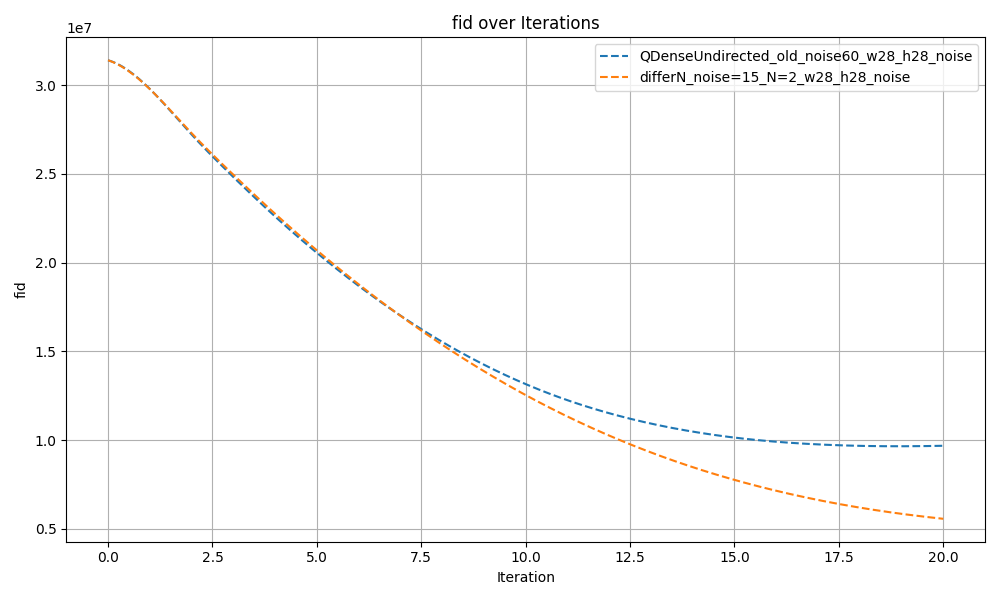 fid over Iterations
1e7
QDenseUndirected_old_noise60_w28_h28_noise
differN_noise=15_N=2_w28_h28_noise
3.0
2.5
2.0
1.5
1.0
0.5
fid
0.0 2.5 5.0 7.5 10.0 12.5 15.0 17.5 20.0
Iteration